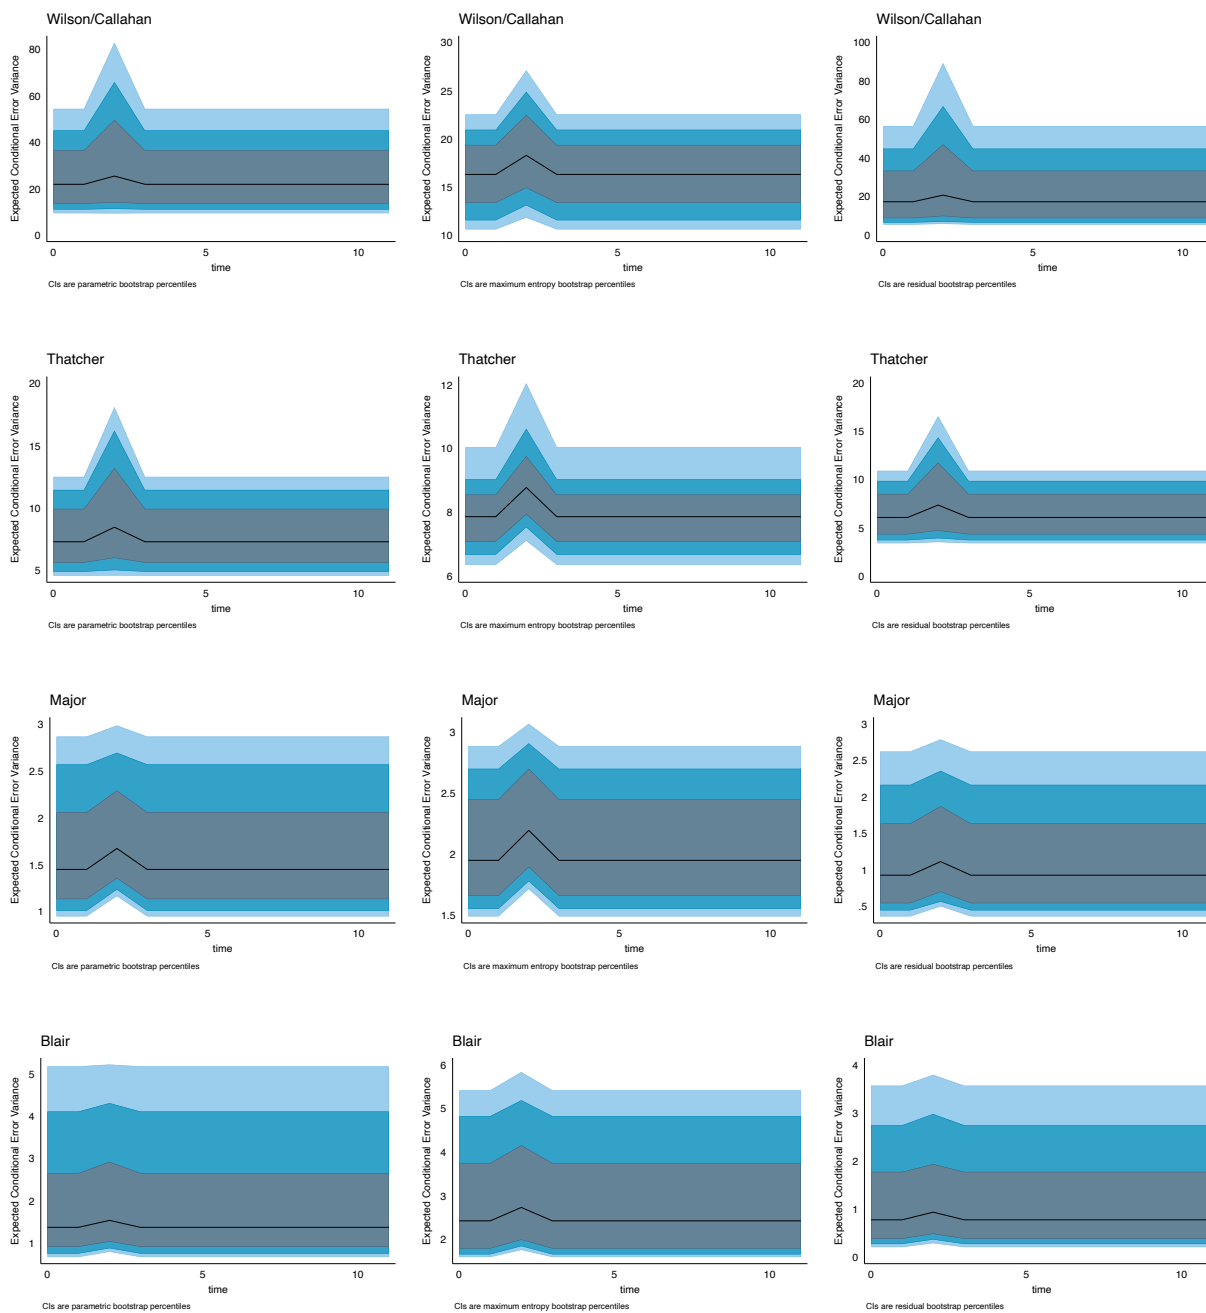 Wilson/Callahan
Expected Conditional Error Variance
80
60
40
20
0
0 5 10
time
CIs are parametric bootstrap percentiles
Wilson/Callahan
Expected Conditional Error Variance
30
25
20
15
10
0 5 10
time
CIs are maximum entropy bootstrap percentiles
Wilson/Callahan
Expected Conditional Error Variance
100
80
60
40
20
0
0 5 10
time
CIs are residual bootstrap percentiles
Thatcher
Expected Conditional Error Variance
20
15
10
5
0 5 10
time
CIs are parametric bootstrap percentiles
Thatcher
Expected Conditional Error Variance
12
10
8
6
0 5 10
time
CIs are maximum entropy bootstrap percentiles
Thatcher
Expected Conditional Error Variance
20
15
10
5
0
0 5 10
time
CIs are residual bootstrap percentiles
Major
Expected Conditional Error Variance
3
2.5
2
1.5
1
0 5 10
time
CIs are parametric bootstrap percentiles
Major
Expected Conditional Error Variance
3
2.5
2
1.5
0 5 10
time
CIs are maximum entropy bootstrap percentiles
Major
Expected Conditional Error Variance
3
2.5
2
1.5
1
.5
0 5 10
time
CIs are residual bootstrap percentiles
Blair
Expected Conditional Error Variance
5
4
3
2
1
0 5 10
time
CIs are parametric bootstrap percentiles
Blair
Expected Conditional Error Variance
6
5
4
3
2
0 5 10
time
CIs are maximum entropy bootstrap percentiles
Blair
Expected Conditional Error Variance
4
3
2
1
0
0 5 10
time
CIs are residual bootstrap percentiles